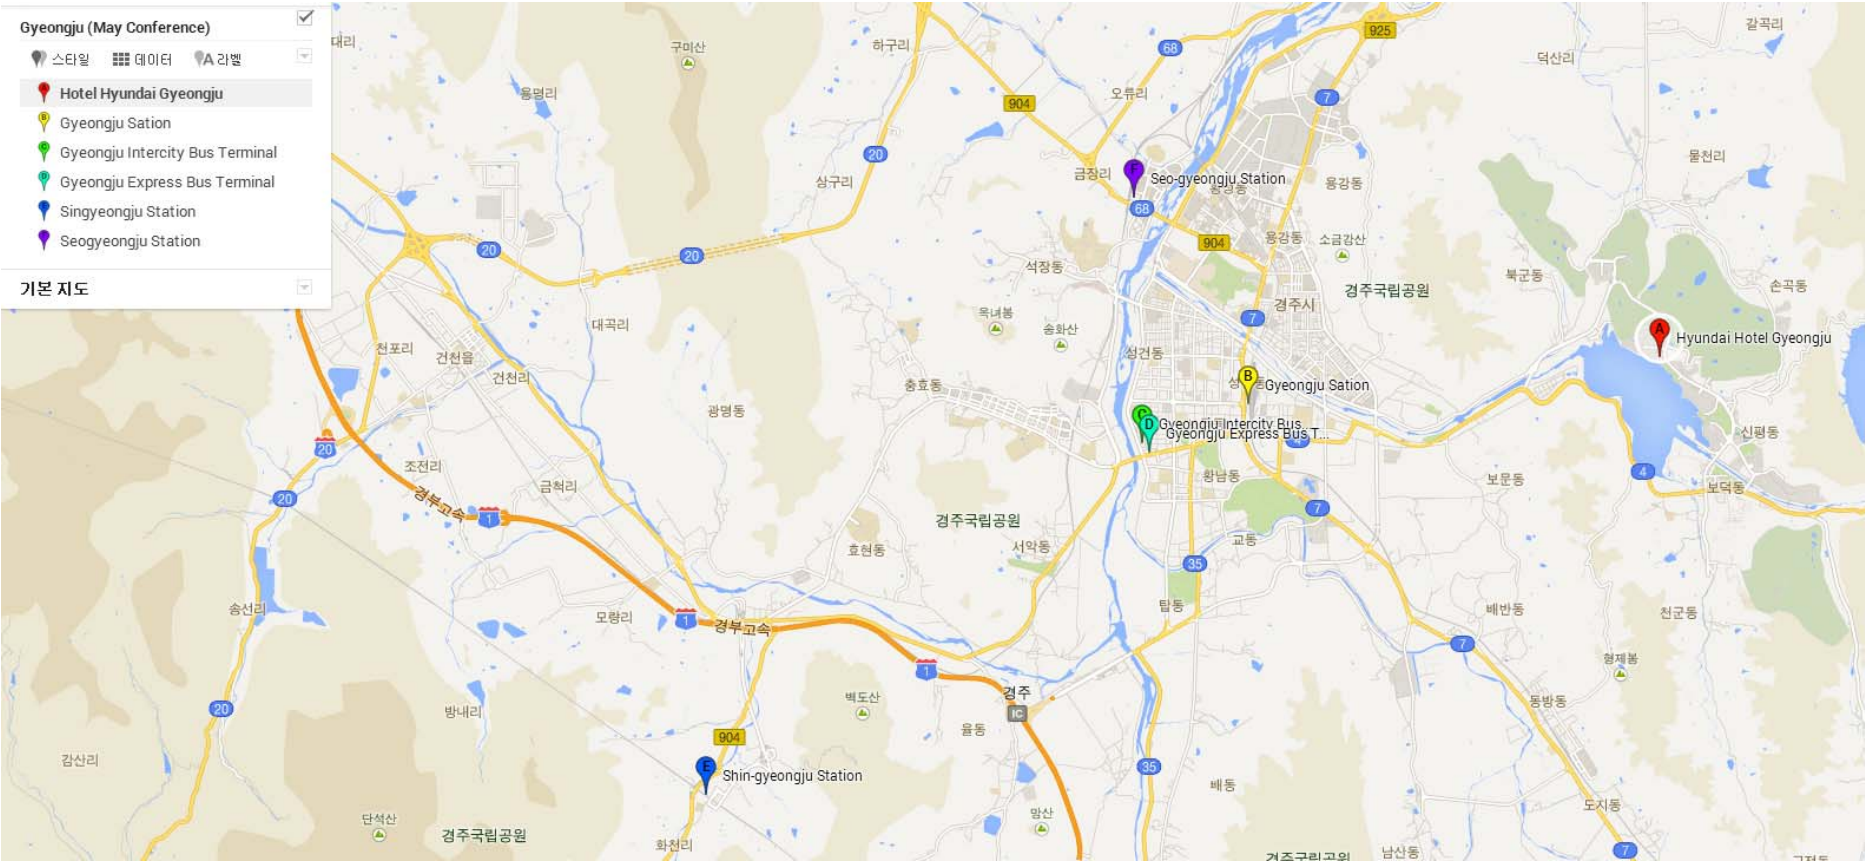 Gyeongju (May Conference)
스타일 데이터 A 라벨
A Hotel Hyundai Gyeongju
B Gyeongju Sation
C Gyeongju Intercity Bus Terminal
D Gyeongju Express Bus Terminal
Singyeongju Station
Seogyeongju Station
기본 지도
대리
구미산
하구리
68
925
갈곡리
덕산리
용명리
904
오류리
7
20
상구리
금장리
F
Seo-gyeongju Station
용강동
물천리
68
904
용강동
소금강산
20
20
석장동
경주국립공원
북군동
손곡동
경주시
옥녀봉
송화산
7
대곡리
A
Hyundai Hotel Gyeongju
천포리
건천읍
건천리
성건동
충효동
B
Gyeongju Sation
광명동
C
Gyeongju Intercity Bus...
D
Gyeongju Express Bus T...
4
신평동
20
조전리
금척리
황남동
보문동
4
보덕동
20
경부고속
1
경주국립공원
7
효현동
서악동
교동
35
송선리
모량리
1
경부고속
탑동
배반동
천군동
7
1
형제봉
경주
IC
벽도산
율동
동방동
20
방내리
904
감산리
E
Shin-gyeongju Station
35
배동
단석산
경주국립공원
화천리
망산
도지동
경주국립공원
남산동
7